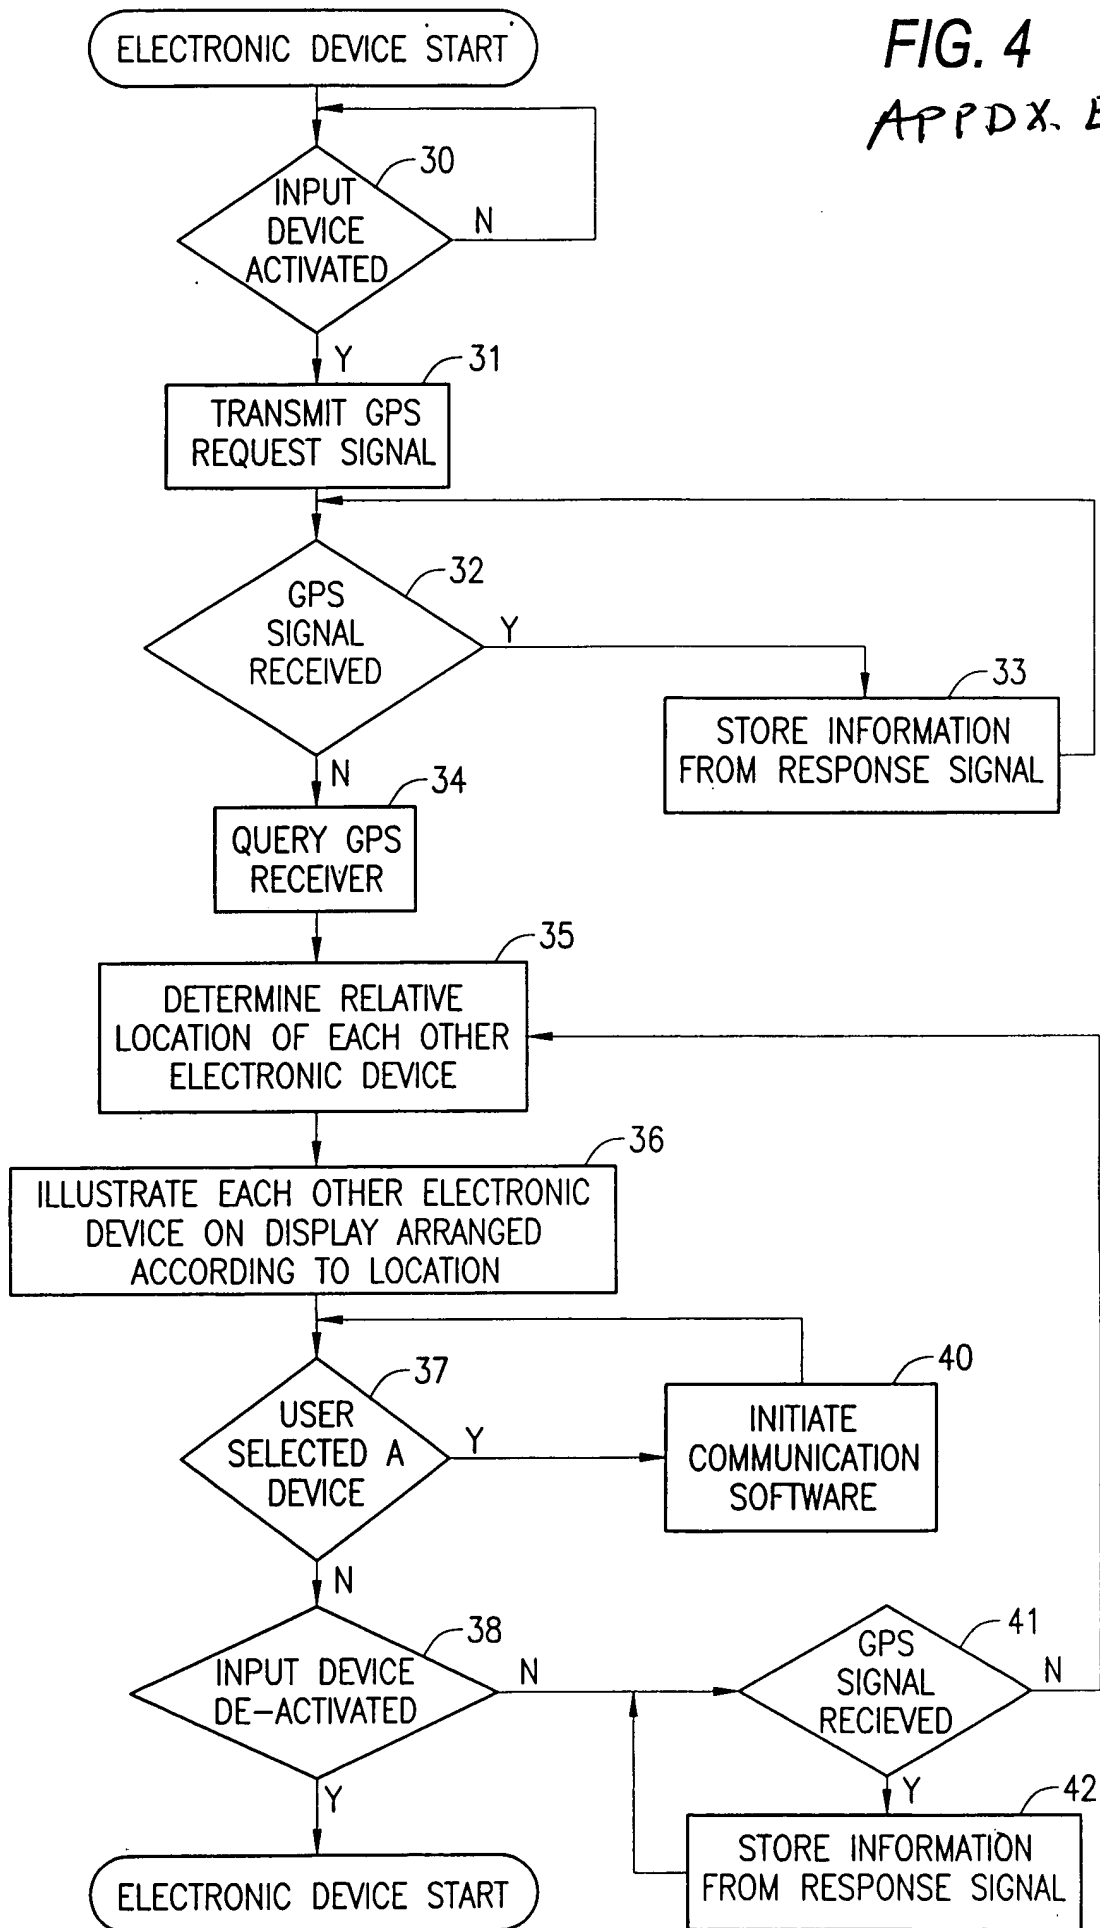 FIG. 4
APPDX.
ELECTRONIC DEVICE START
30
INPUT
DEVICE
ACTIVATED
N
Y
31
TRANSMIT GPS
REQUEST SIGNAL
32
GPS
SIGNAL
RECEIVED
Y
33
STORE INFORMATION
FROM RESPONSE SIGNAL
N
34
QUERY GPS
RECEIVER
35
DETERMINE RELATIVE
LOCATION OF EACH OTHER
ELECTRONIC DEVICE
36
ILLUSTRATE EACH OTHER ELECTRONIC
DEVICE ON DISPLAY ARRANGED
ACCORDING TO LOCATION
37
USER
SELECTED A
DEVICE
Y
40
INITIATE
COMMUNICATION
SOFTWARE
N
38
INPUT DEVICE
DE-ACTIVATED
N
41
GPS
SIGNAL
RECIEVED
N
Y
42
STORE INFORMATION
FROM RESPONSE SIGNAL
Y
ELECTRONIC DEVICE START